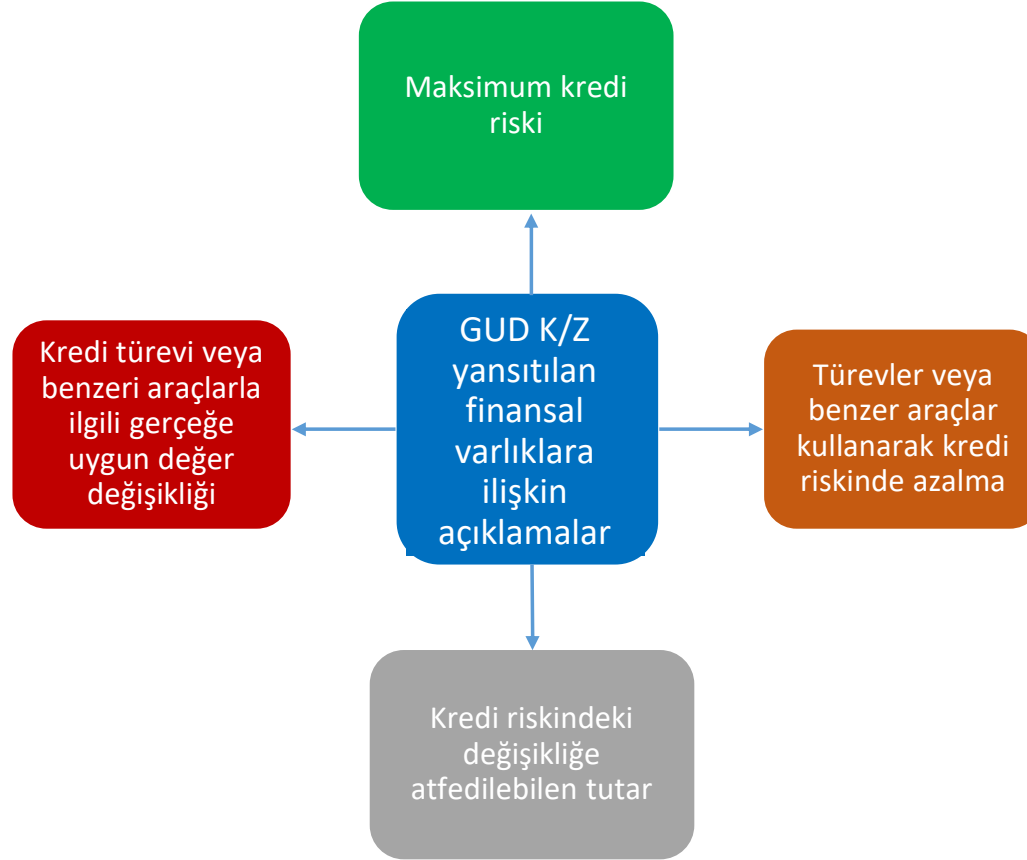 Maksimum kredi
riski
Kredi türevi veya
benzeri araçlarla
ilgili gerçeğe
uygun değer
değişikliği
GUD K/Z
yansıtılan
finansal
varlıklara
ilişkin
açıklamalar
Türevler veya
benzer araçlar
kullanarak kredi
riskinde azalma
Kredi riskindeki
değişikliğe
atfedilebilen tutar